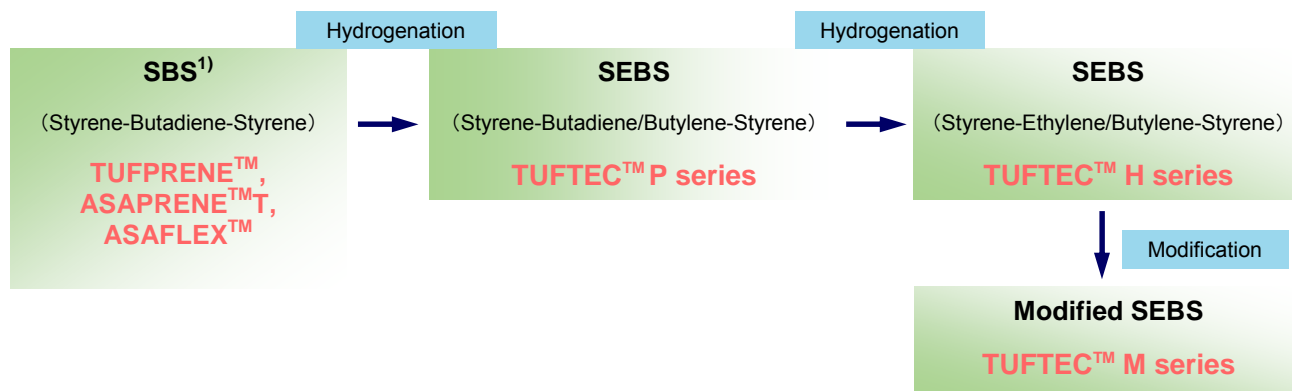 Hydrogenation
Hydrogenation
SBS1)
（Styrene-Butadiene-Styrene）
TUFPRENE™,
ASAPRENE™T,
ASAFLEX™
SEBS
（Styrene-Butadiene/Butylene-Styrene）
TUFTEC™ P series
SEBS
（Styrene-Ethylene/Butylene-Styrene）
TUFTEC™ H series
Modification
Modified SEBS
TUFTEC™ M series